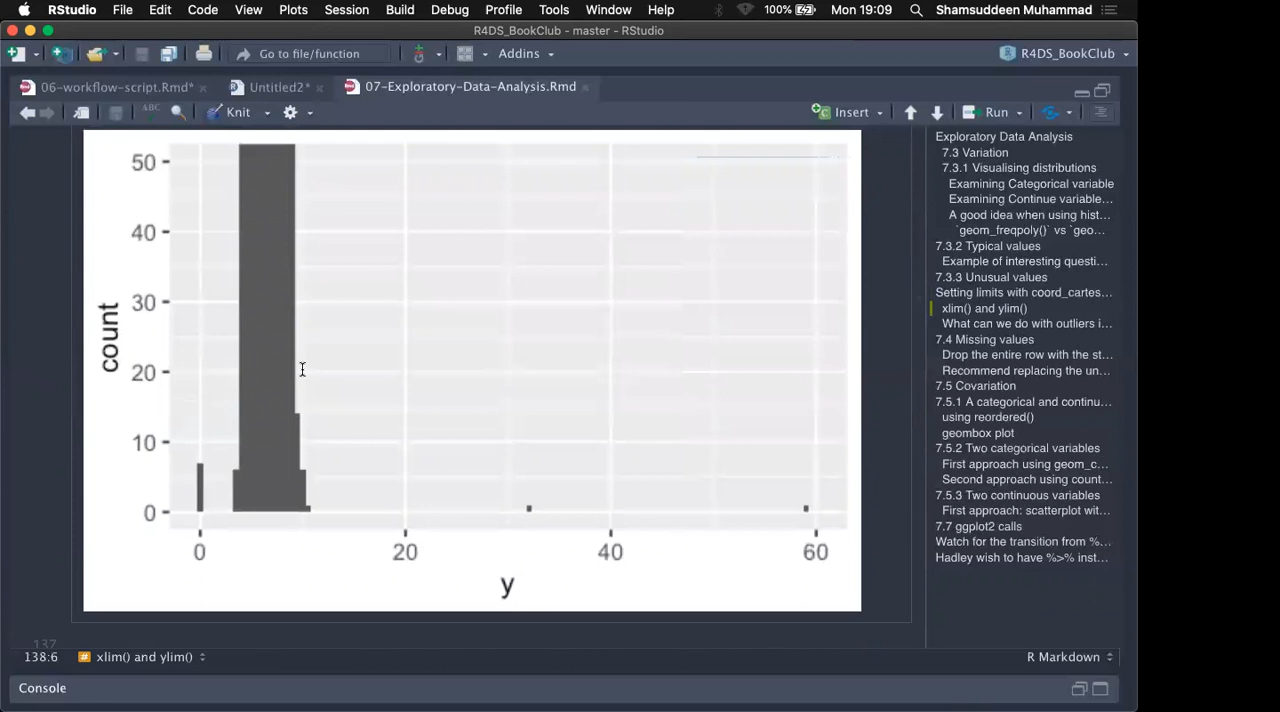 RStudio File Edit Code View Plots Session Build Debug Profile Tools Window Help 100% Mon 19:09 Shamsuddeen Muhammad
R4DS_BookClub - master - RStudio
Go to file/function Addins R4DS_BookClub
06-workflow-script.Rmd* Untitled2* 07-Exploratory-Data-Analysis.Rmd
ABC Knit Insert Run
50
40
30
20
10
0
count
0 20 40 60
y
Exploratory Data Analysis
7.3 Variation
7.3.1 Visualising distributions
Examining Categorical variable
Examining Continue variable...
A good idea when using hist...
`geom_freqpoly()` vs `geo...
7.3.2 Typical values
Example of interesting questi...
7.3.3 Unusual values
Setting limits with coord_cartes...
xlim() and ylim()
What can we do with outliers i...
7.4 Missing values
Drop the entire row with the st...
Recommend replacing the un...
7.5 Covariation
7.5.1 A categorical and continu...
using reordered()
geombox plot
7.5.2 Two categorical variables
First approach using geom_c...
Second approach using count...
7.5.3 Two continuous variables
First approach: scatterplot wit...
7.7 ggplot2 calls
Watch for the transition from %...
Hadley wish to have %>% inst...
137
138:6 # xlim() and ylim() R Markdown
Console